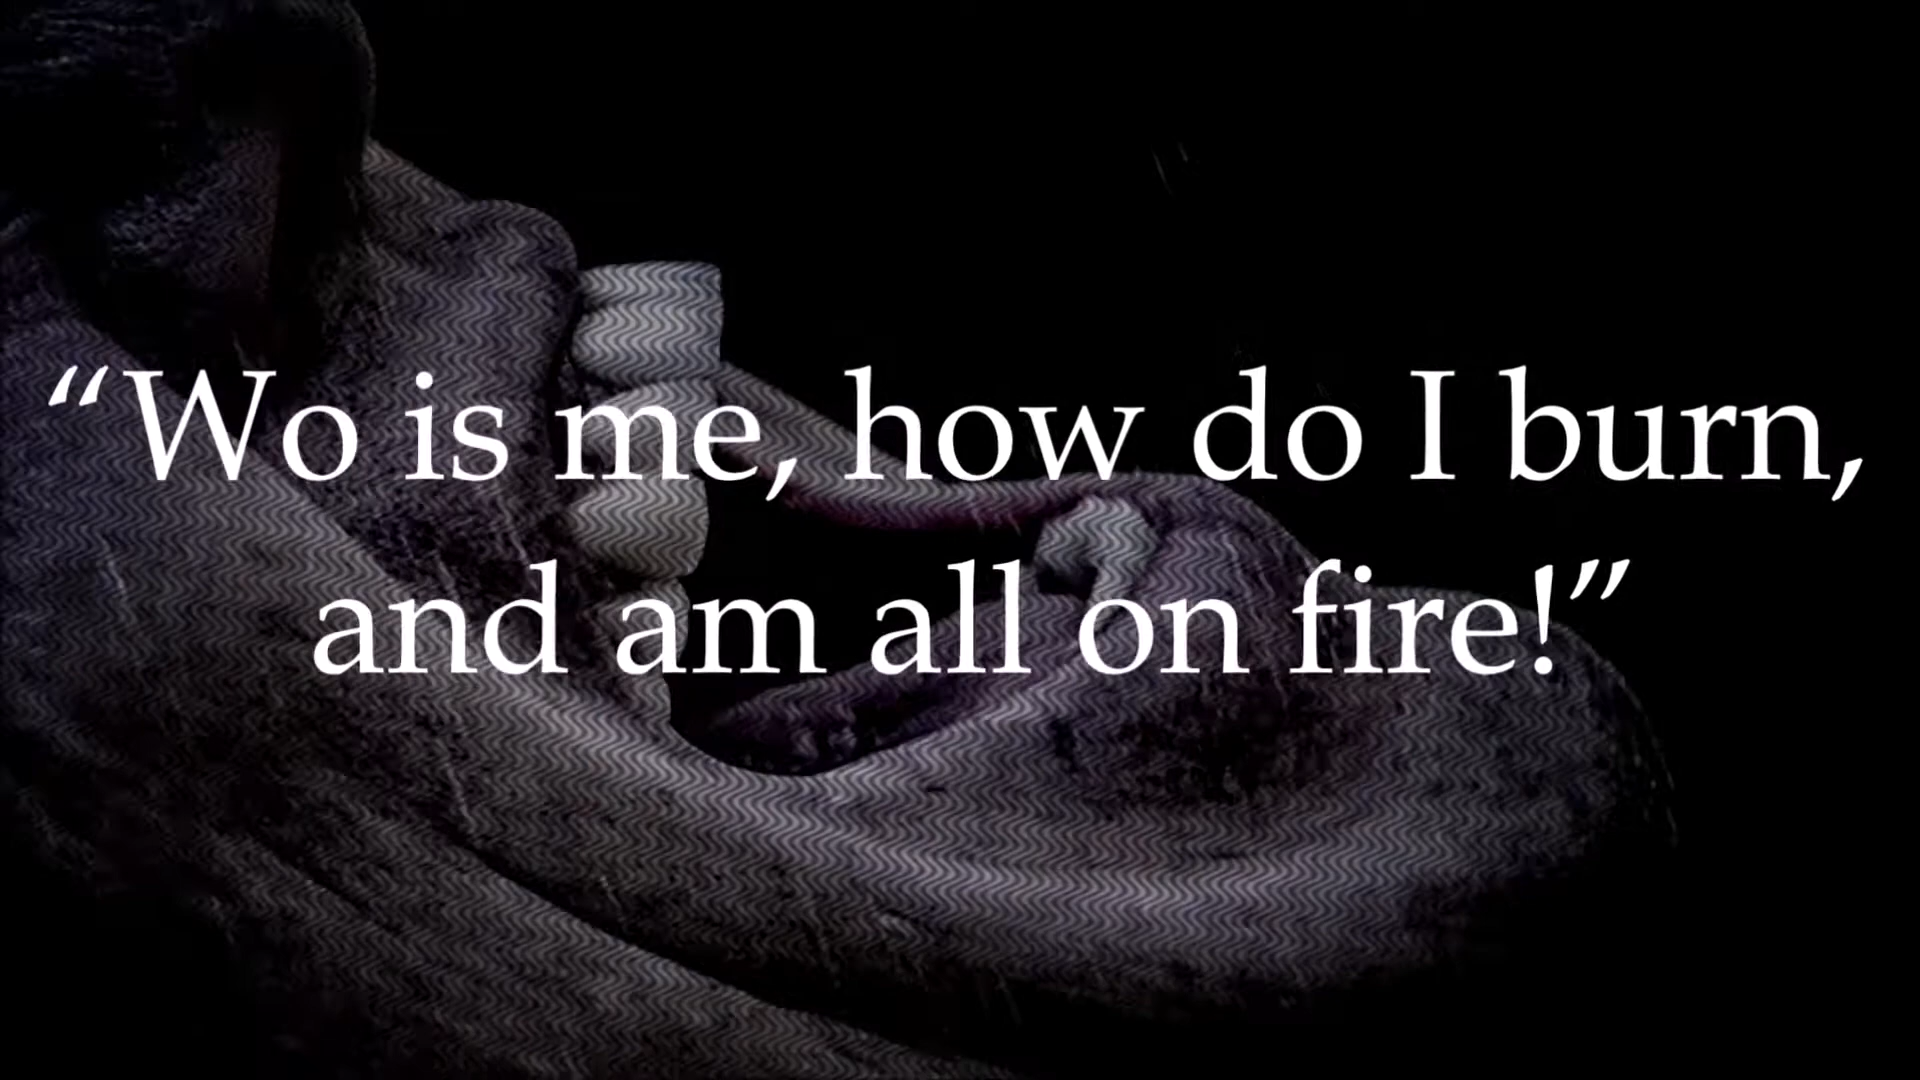 “Wo is me, how do I burn,
and am all on fire!”